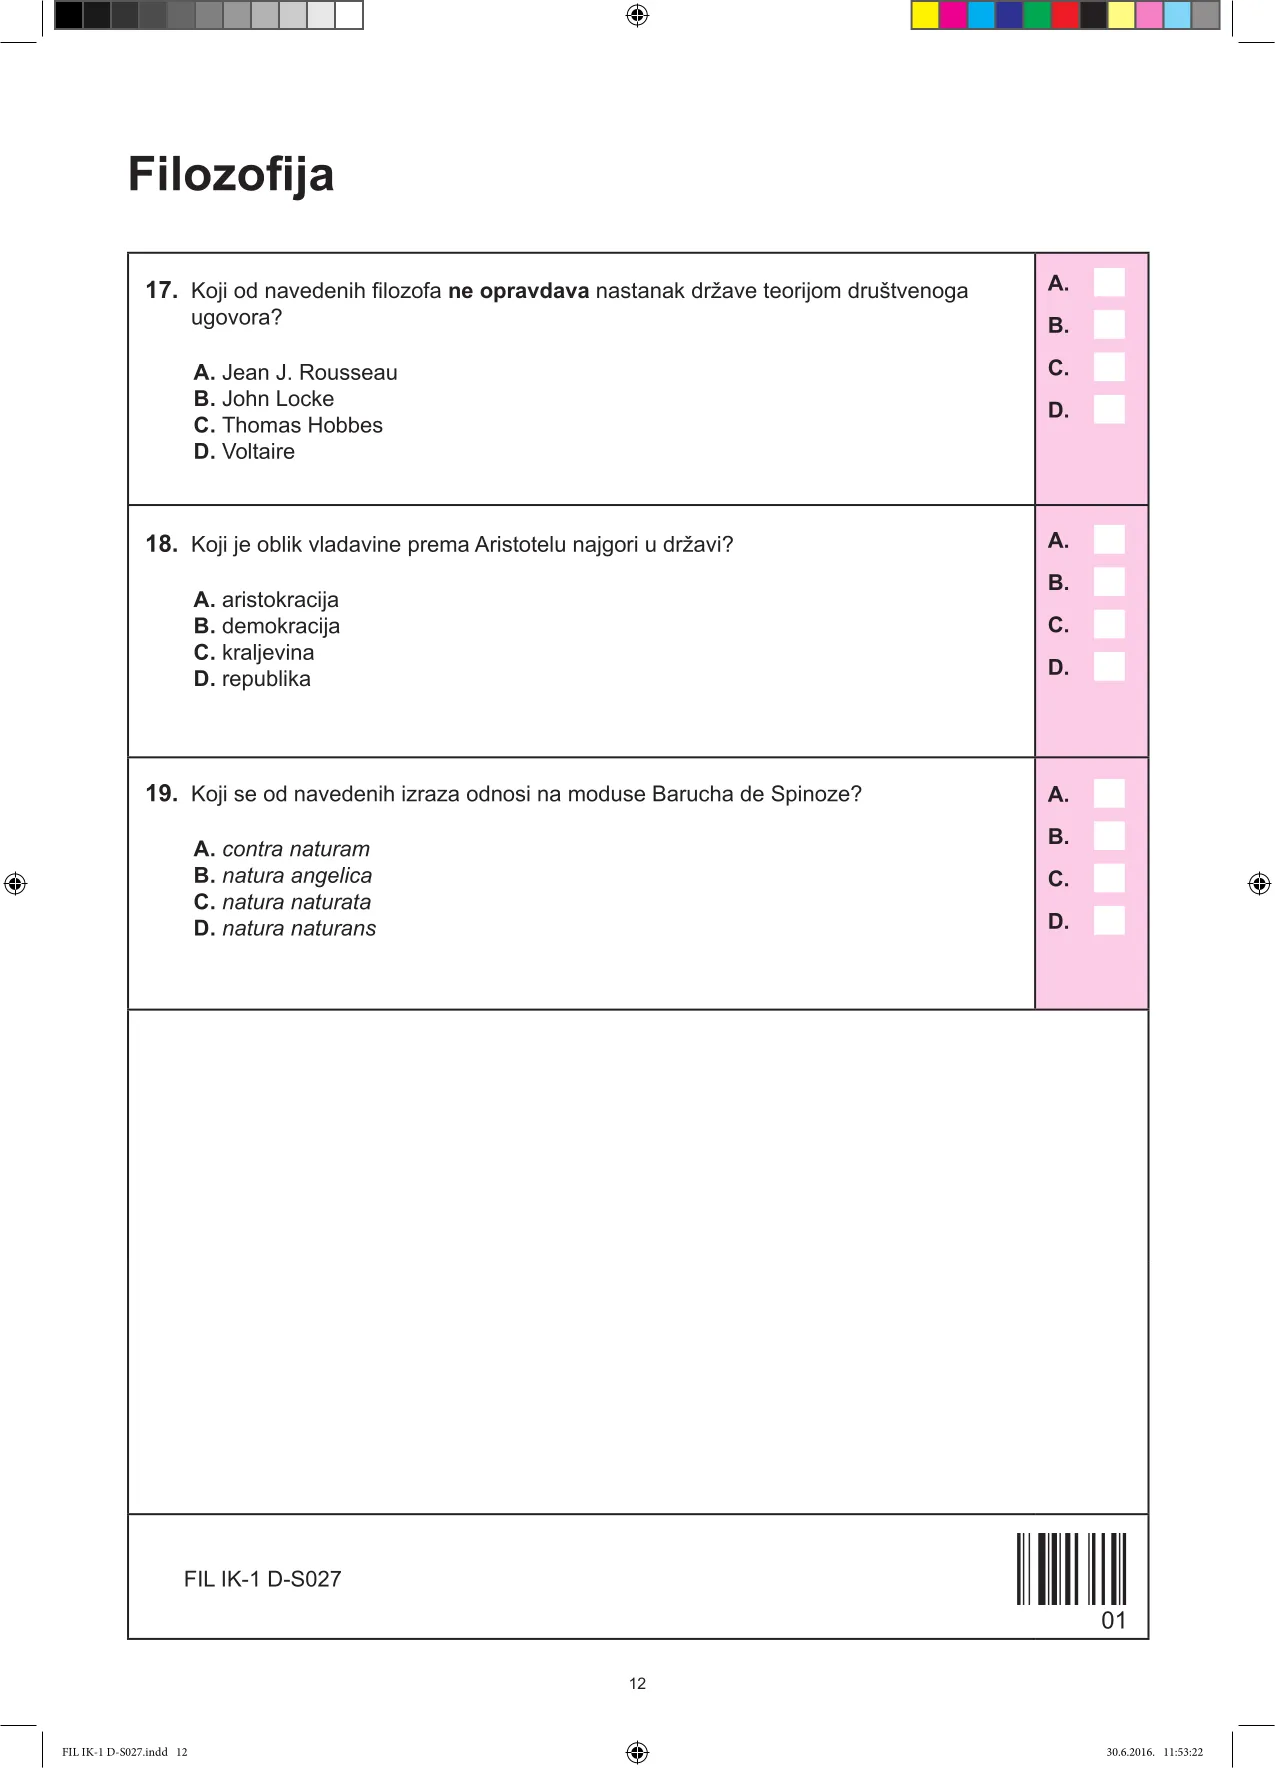 Filozofija
17. Koji od navedenih filozofa ne opravdava nastanak države teorijom društvenoga
ugovora?
A. Jean J. Rousseau
B. John Locke
C. Thomas Hobbes
D. Voltaire
A.
B.
C.
D.
18. Koji je oblik vladavine prema Aristotelu najgori u državi?
A. aristokracija
B. demokracija
C. kraljevina
D. republika
A.
B.
C.
D.
19. Koji se od navedenih izraza odnosi na moduse Barucha de Spinoze?
A. contra naturam
B. natura angelica
C. natura naturata
D. natura naturans
A.
B.
C.
D.
FIL IK-1 D-S027
01
12
FIL IK-1 D-S027.indd 12
30.6.2016. 11:53:22